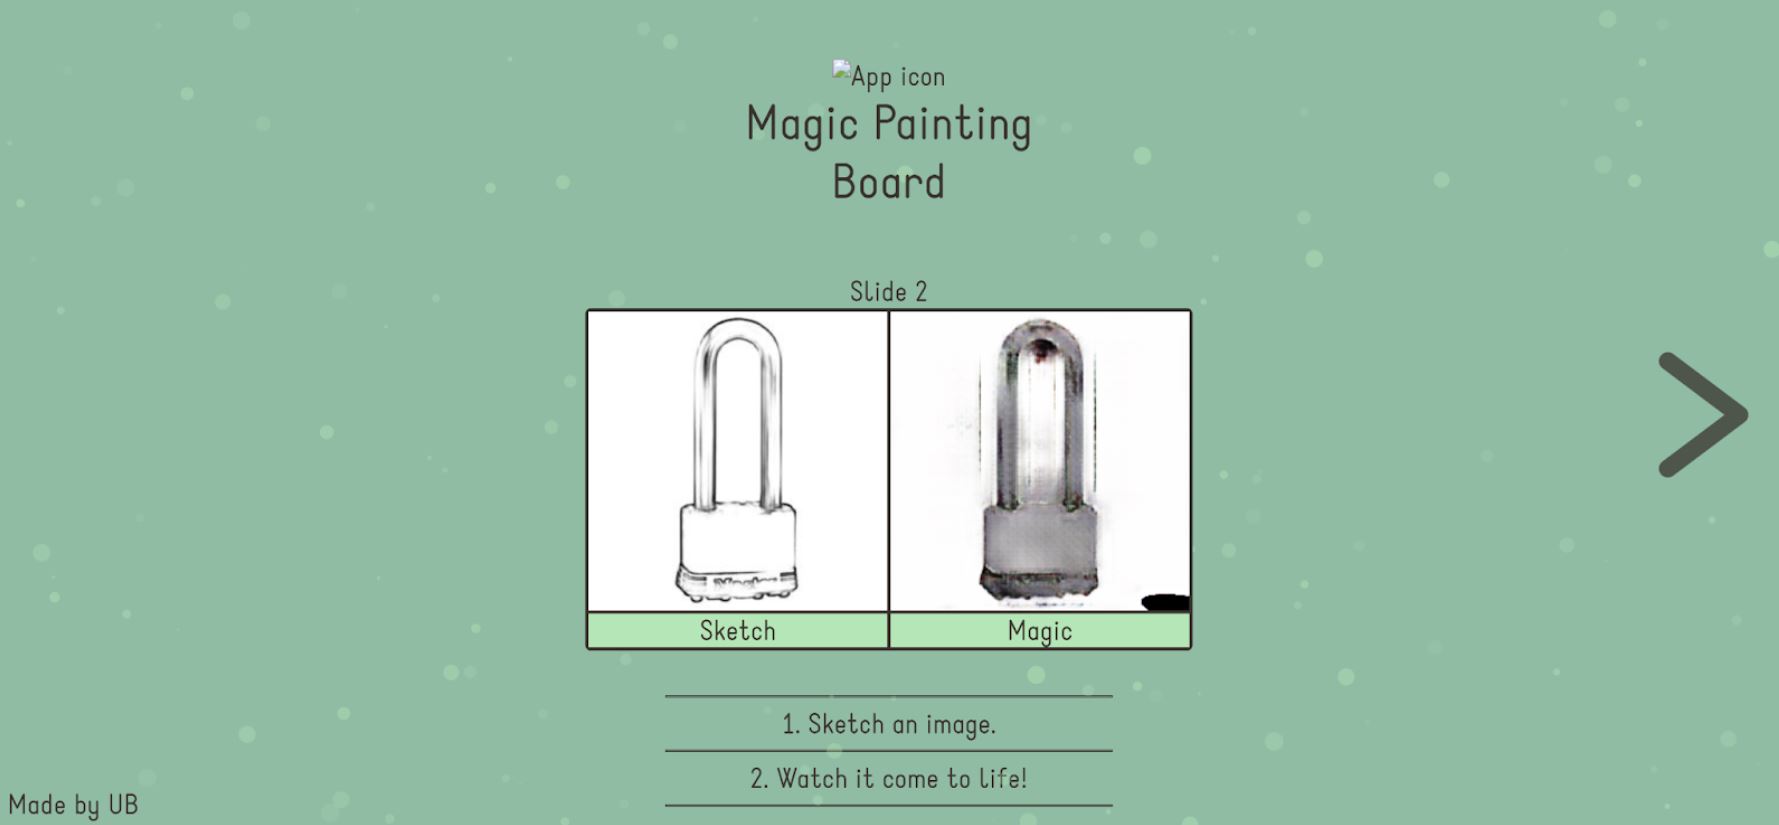 App icon
Magic Painting
Board
Slide 2
Sketch
Magic
1. Sketch an image.
2. Watch it come to life!
Made by UB